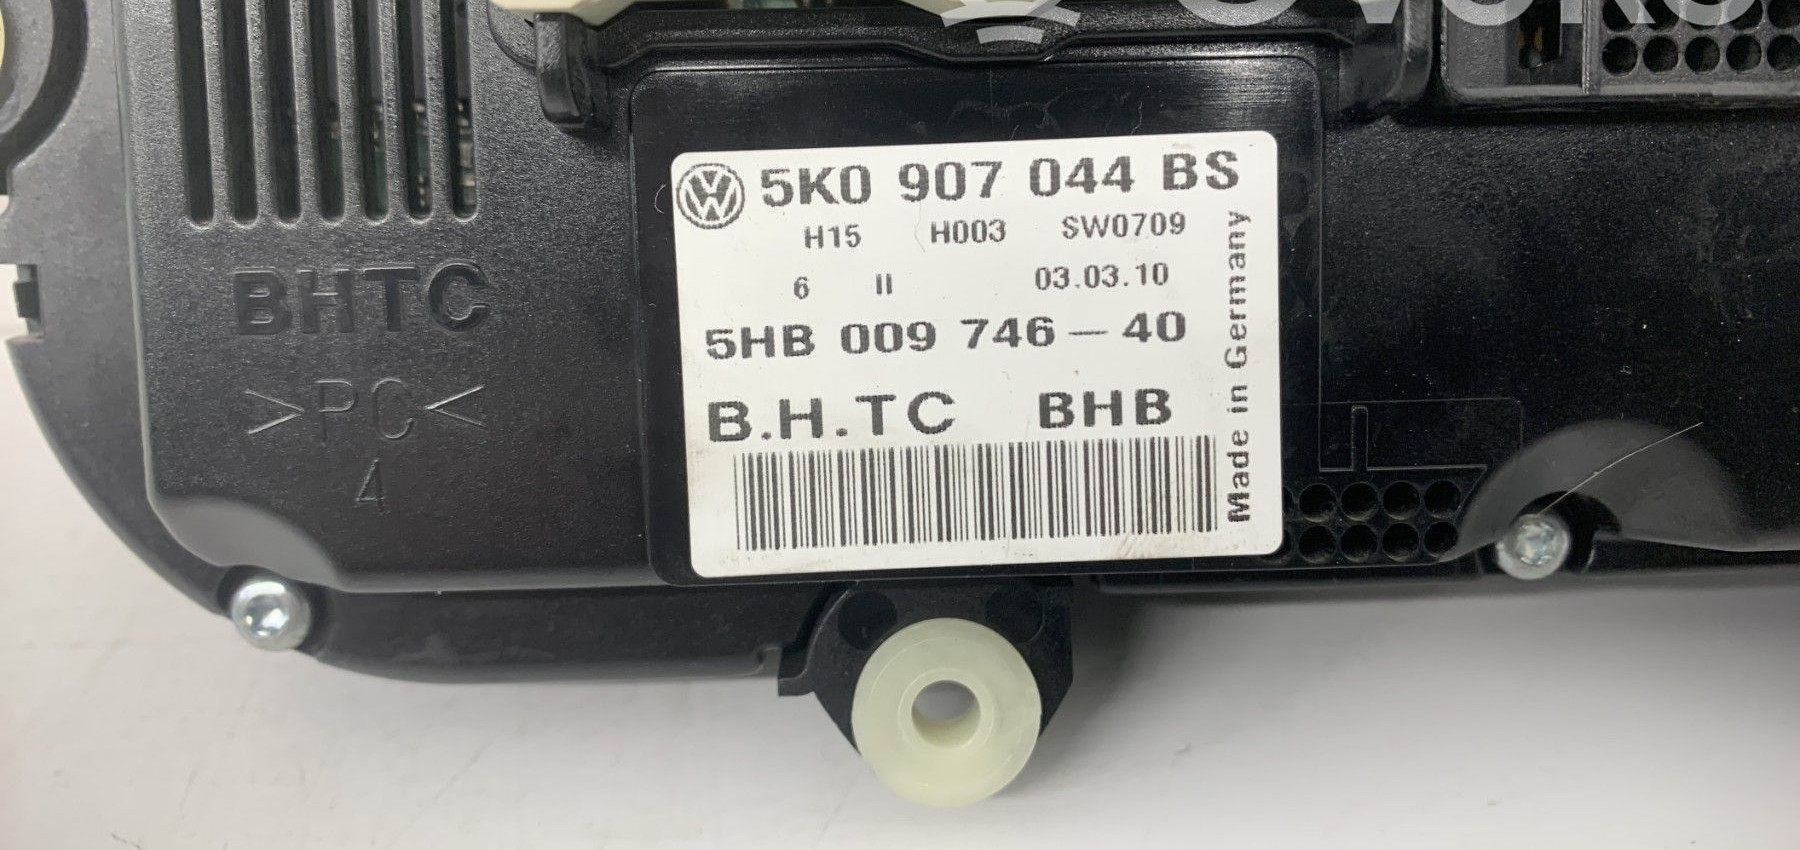 5K0 907 044 BS
H15 H003 SW0709
6 II 03.03.10
5HB 009 746-40
B.H.TC BHB
Made in Germany
BHTC
>PC<
4